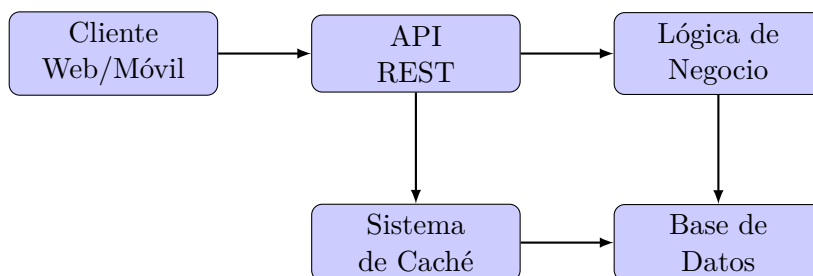 Cliente
Web/Móvil
API
REST
Lógica de
Negocio
Sistema
de Caché
Base de
Datos